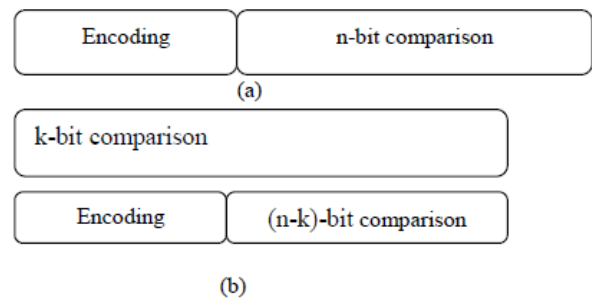 Encoding n-bit comparison
(a)
k-bit comparison
Encoding (n-k)-bit comparison
(b)